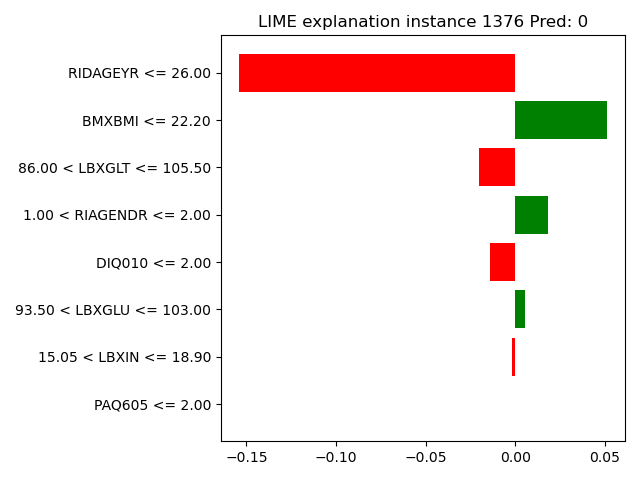 LIME explanation instance 1376 Pred: 0
RIDAGEYR <= 26.00
BMXBMI <= 22.20
86.00 < LBXGLT <= 105.50
1.00 < RIAGENDR <= 2.00
DIQ010 <= 2.00
93.50 < LBXGLU <= 103.00
15.05 < LBXIN <= 18.90
PAQ605 <= 2.00
−0.15 −0.10 −0.05 0.00 0.05